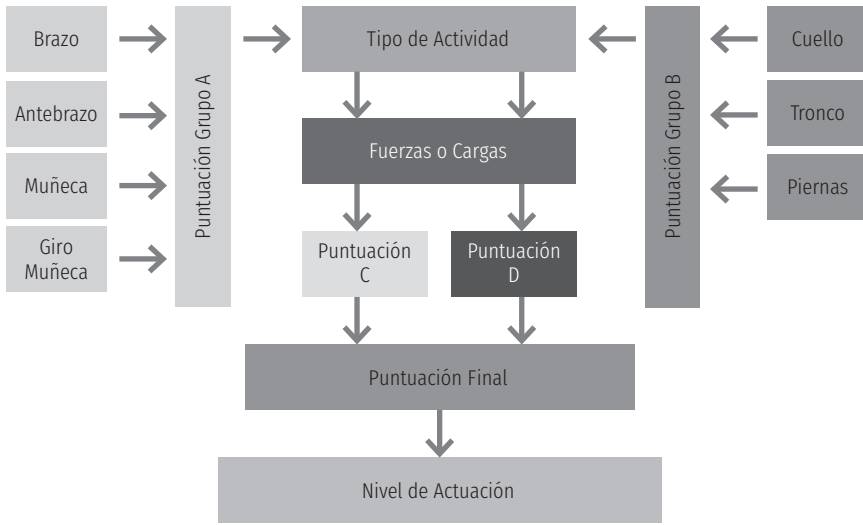 Brazo
Antebrazo
Muñeca
Giro
Muñeca
Puntuación Grupo A
Tipo de Actividad
Fuerzas o Cargas
Puntuación
C
Puntuación
D
Puntuación Grupo B
Cuello
Tronco
Piernas
Puntuación Final
Nivel de Actuación